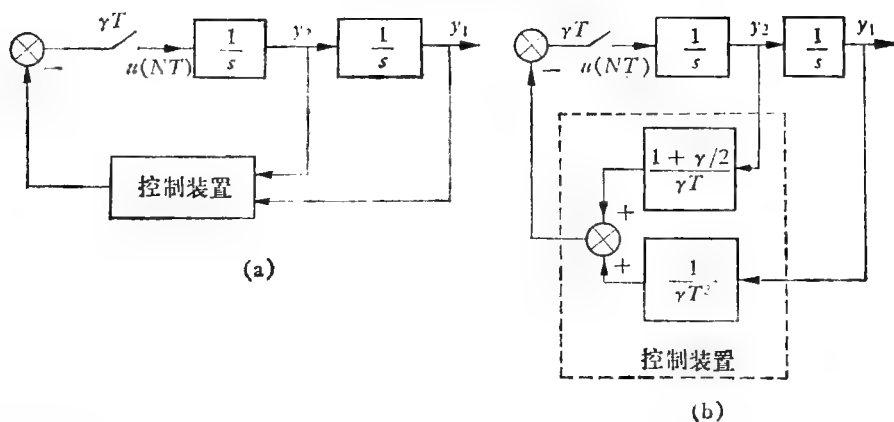 γT
u(NT)
1/s
y₂
1/s
y₁
−
控制装置
(a)
γT
u(NT)
1/s
y₂
1/s
y₁
−
(1 + γ/2)/γT
+
+
1/γT²
控制装置
(b)